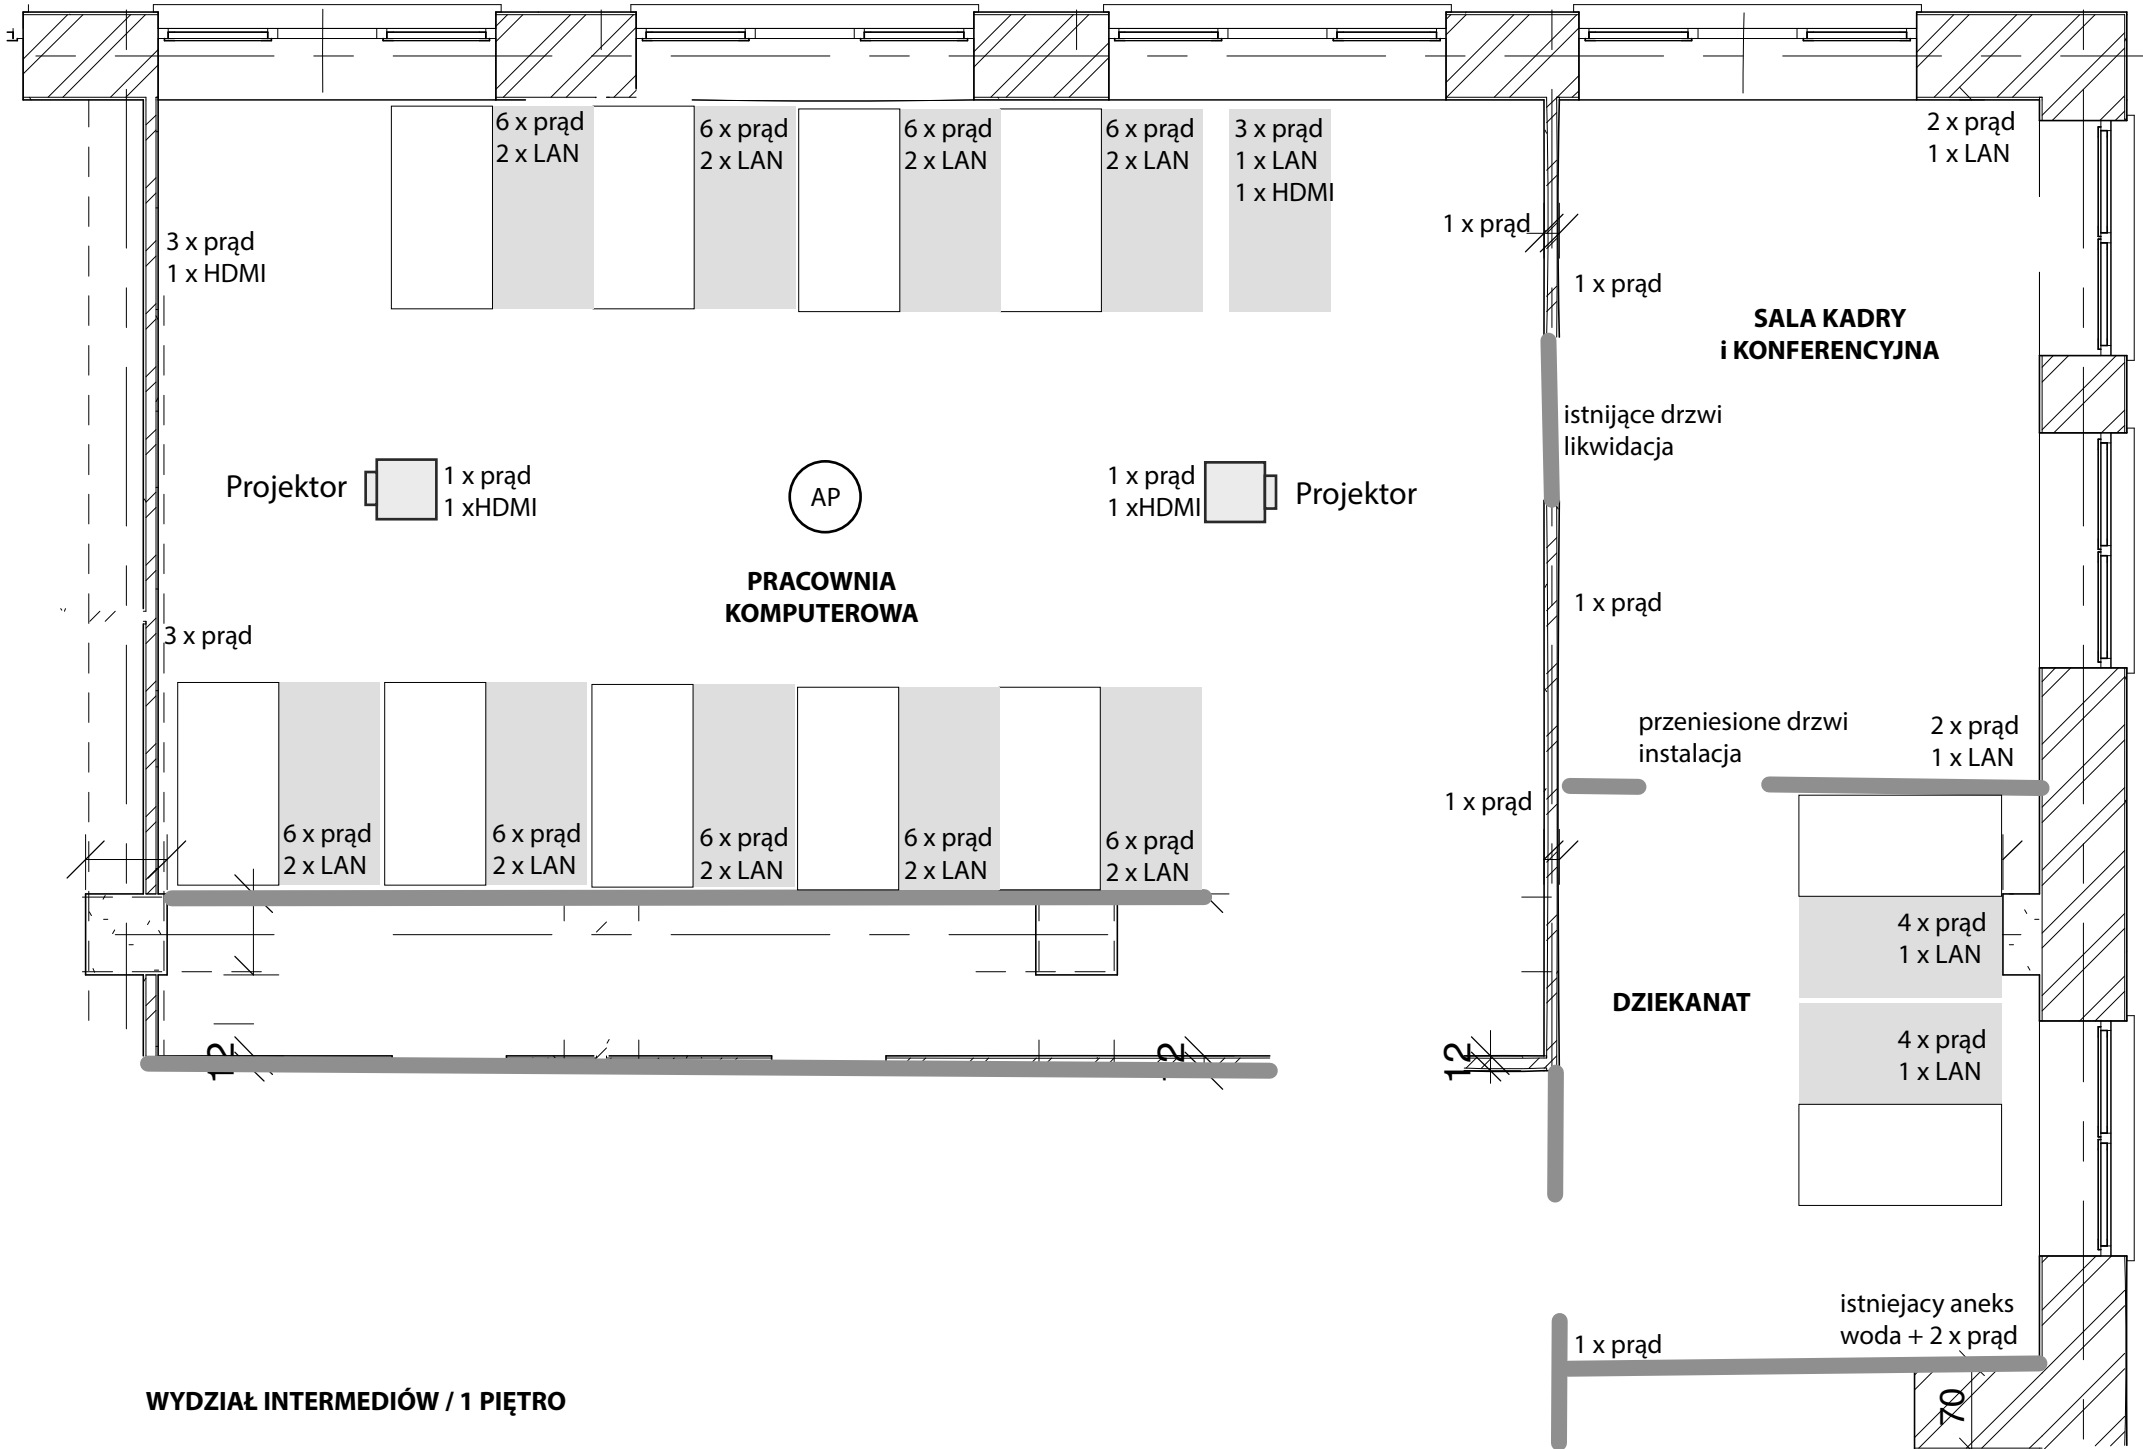 6 x prąd
2 x LAN
6 x prąd
2 x LAN
6 x prąd
2 x LAN
6 x prąd
2 x LAN
3 x prąd
1 x LAN
1 x HDMI
2 x prąd
1 x LAN
3 x prąd
1 x HDMI
1 x prąd
1 x prąd
SALA KADRY
i KONFERENCYJNA
istnijące drzwi
likwidacja
Projektor
1 x prąd
1 xHDMI
AP
1 x prąd
1 xHDMI
Projektor
PRACOWNIA
KOMPUTEROWA
1 x prąd
3 x prąd
przeniesione drzwi
instalacja
2 x prąd
1 x LAN
1 x prąd
6 x prąd
2 x LAN
6 x prąd
2 x LAN
6 x prąd
2 x LAN
6 x prąd
2 x LAN
6 x prąd
2 x LAN
4 x prąd
1 x LAN
DZIEKANAT
4 x prąd
1 x LAN
12
12
12
istniejacy aneks
woda + 2 x prąd
1 x prąd
70
WYDZIAŁ INTERMEDIÓW / 1 PIĘTRO